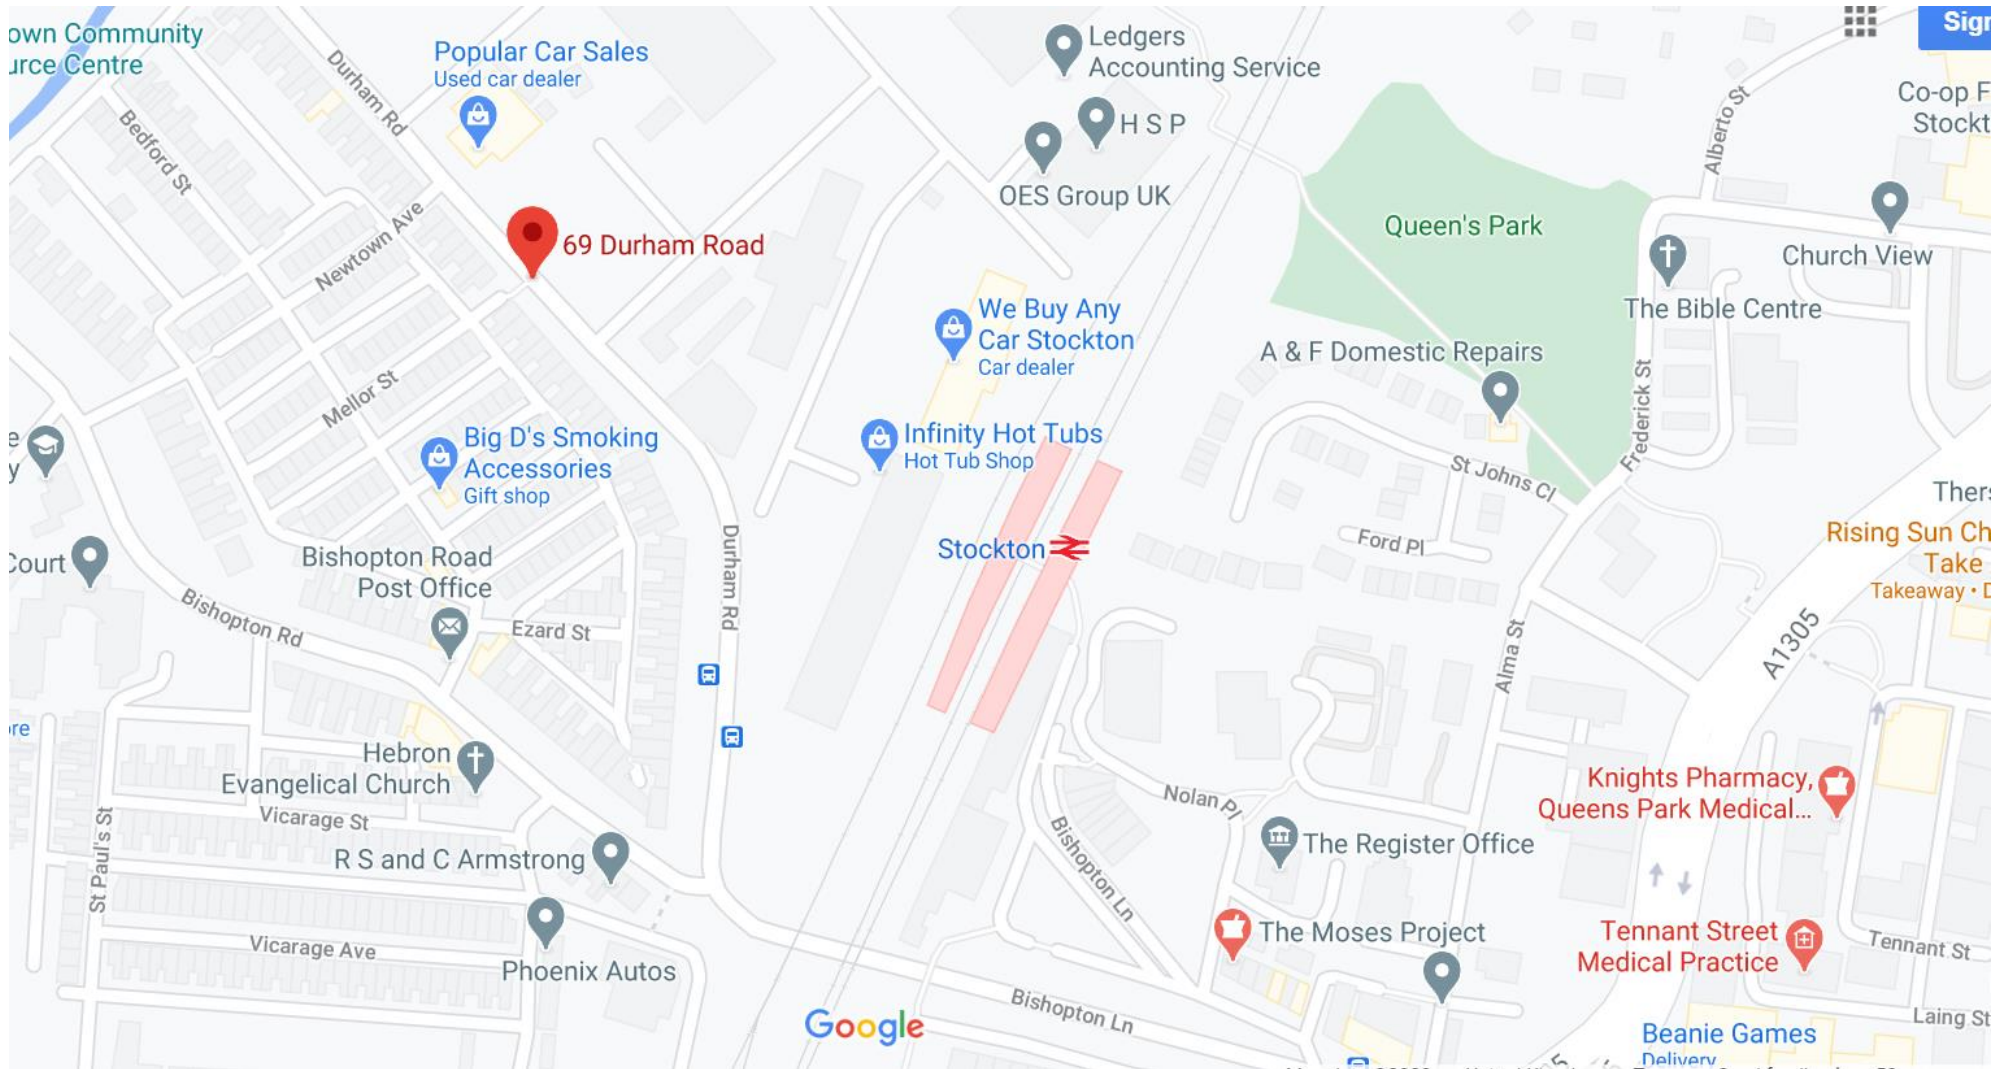 own Community
urce Centre
Durham Rd
Popular Car Sales
Used car dealer
Bedford St
Newtown Ave
69 Durham Road
Mellor St
Big D's Smoking
Accessories
Gift shop
Bishopton Road
Post Office
Court
Bishopton Rd
Ezard St
Durham Rd
Hebron
Evangelical Church
Vicarage St
R S and C Armstrong
St Paul's St
Vicarage Ave
Phoenix Autos
Ledgers
Accounting Service
H S P
OES Group UK
We Buy Any
Car Stockton
Car dealer
Infinity Hot Tubs
Hot Tub Shop
Stockton
Queen's Park
A & F Domestic Repairs
St Johns Cl
Ford Pl
Frederick St
Alberto St
Sign
Co-op F
Stockt
Church View
The Bible Centre
Thers
Rising Sun Ch
Take
Takeaway • D
A1305
Alma St
Nolan Pl
Bishopton Ln
The Register Office
The Moses Project
Knights Pharmacy,
Queens Park Medical...
Tennant Street
Medical Practice
Tennant St
Laing St
Beanie Games
Delivery
Bishopton Ln
Google